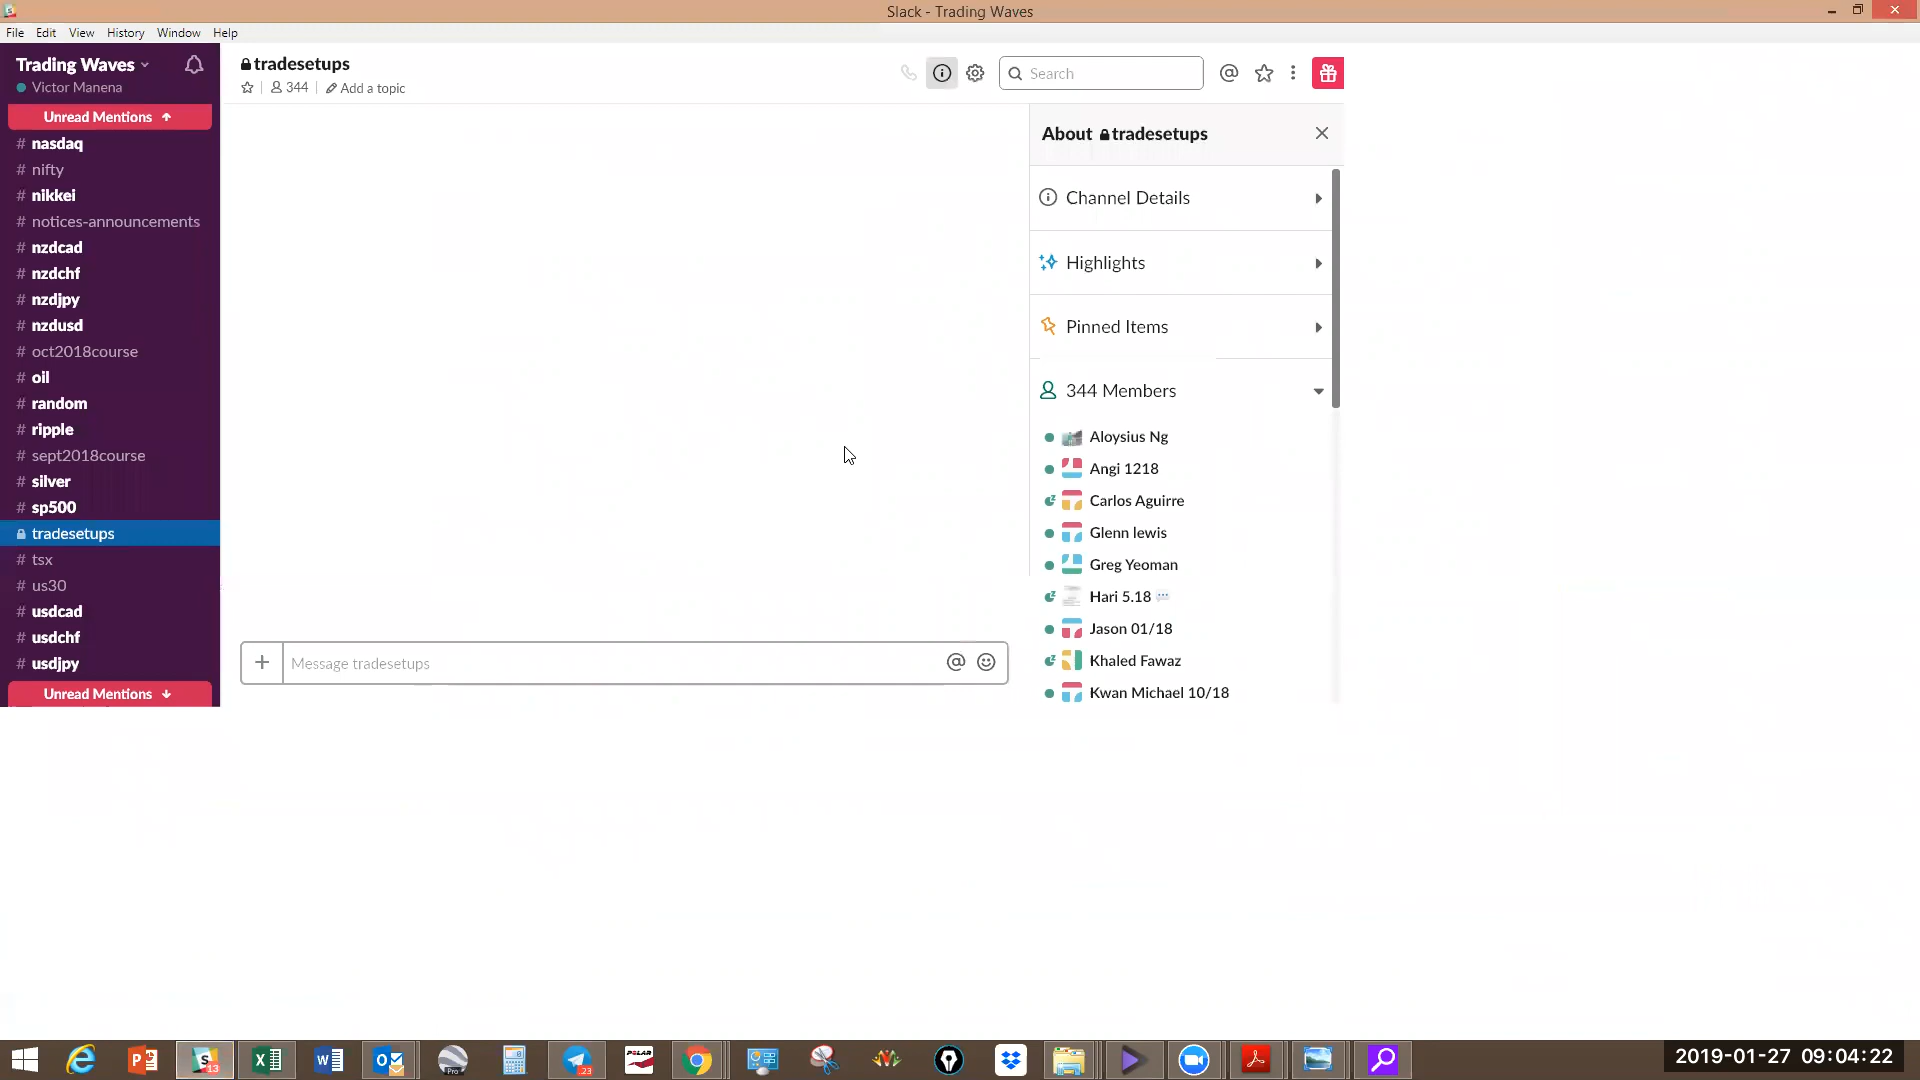 Slack - Trading Waves
File Edit View History Window Help
Trading Waves
Victor Manena
Unread Mentions ↑
# nasdaq
# nifty
# nikkei
# notices-announcements
# nzdcad
# nzdchf
# nzdjpy
# nzdusd
# oct2018course
# oil
# random
# ripple
# sept2018course
# silver
# sp500
tradesetups
# tsx
# us30
# usdcad
# usdchf
# usdjpy
Unread Mentions ↓
tradesetups
344
Add a topic
Search
Message tradesetups
About tradesetups
Channel Details
Highlights
Pinned Items
344 Members
Aloysius Ng
Angi 1218
Carlos Aguirre
Glenn lewis
Greg Yeoman
Hari 5.18
Jason 01/18
Khaled Fawaz
Kwan Michael 10/18
13
Pro
23
POLAR
2019-01-27 09:04:22